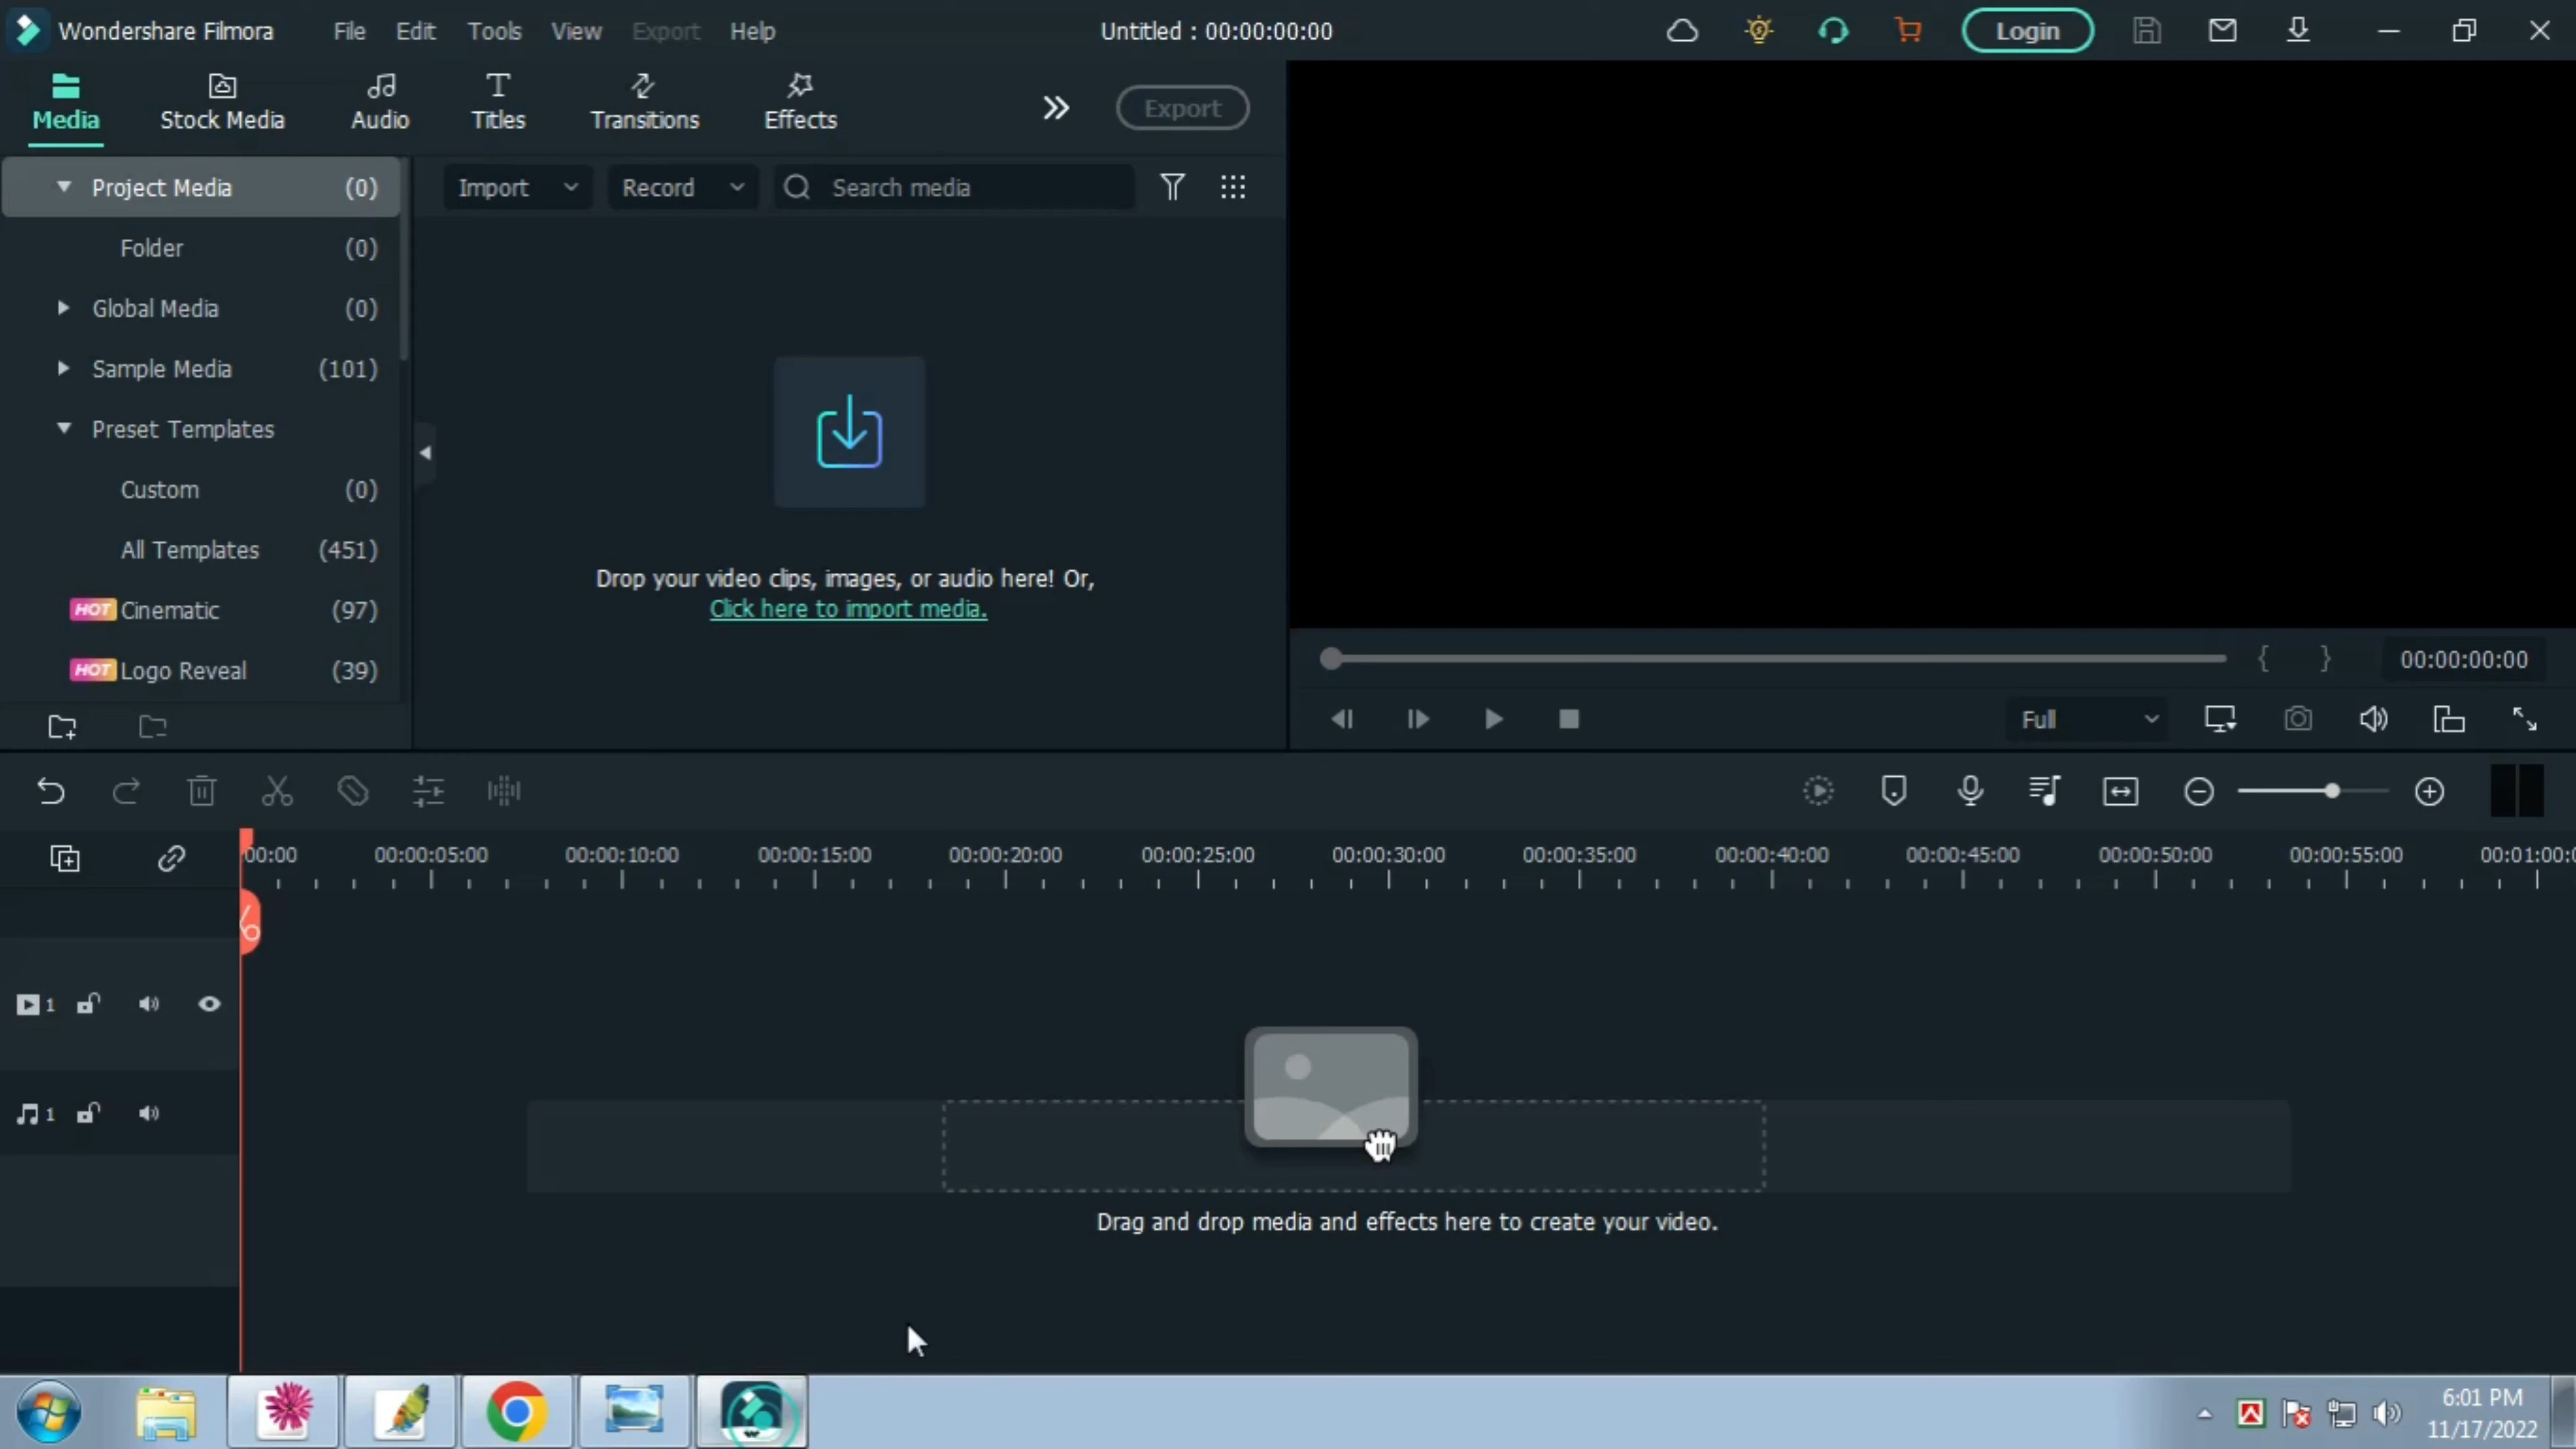 Wondershare Filmora File Edit Tools View Export Help Untitled : 00:00:00:00 Login
Media Stock Media Audio Titles Transitions Effects Export
Project Media (0)
Folder (0)
Global Media (0)
Sample Media (101)
Preset Templates
Custom (0)
All Templates (451)
HOT Cinematic (97)
HOT Logo Reveal (39)
Import Record Search media
Drop your video clips, images, or audio here! Or,
Click here to import media.
{ } 00:00:00:00
Full
00:00 00:00:05:00 00:00:10:00 00:00:15:00 00:00:20:00 00:00:25:00 00:00:30:00 00:00:35:00 00:00:40:00 00:00:45:00 00:00:50:00 00:00:55:00 00:01:00:0
1
1
Drag and drop media and effects here to create your video.
6:01 PM
11/17/2022